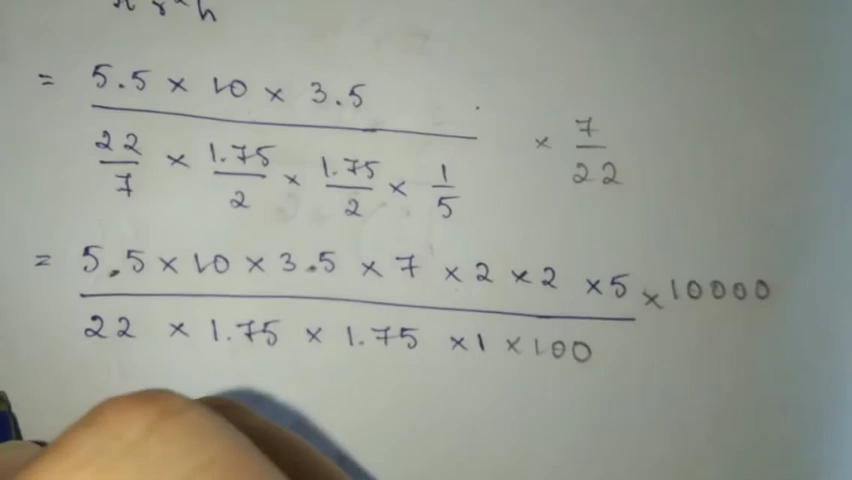 π r² h
= 5.5 × 10 × 3.5
22/7 × 1.75/2 × 1.75/2 × 1/5 × 7/22
= 5.5 × 10 × 3.5 × 7 × 2 × 2 × 5 × 10000
22 × 1.75 × 1.75 × 1 × 100